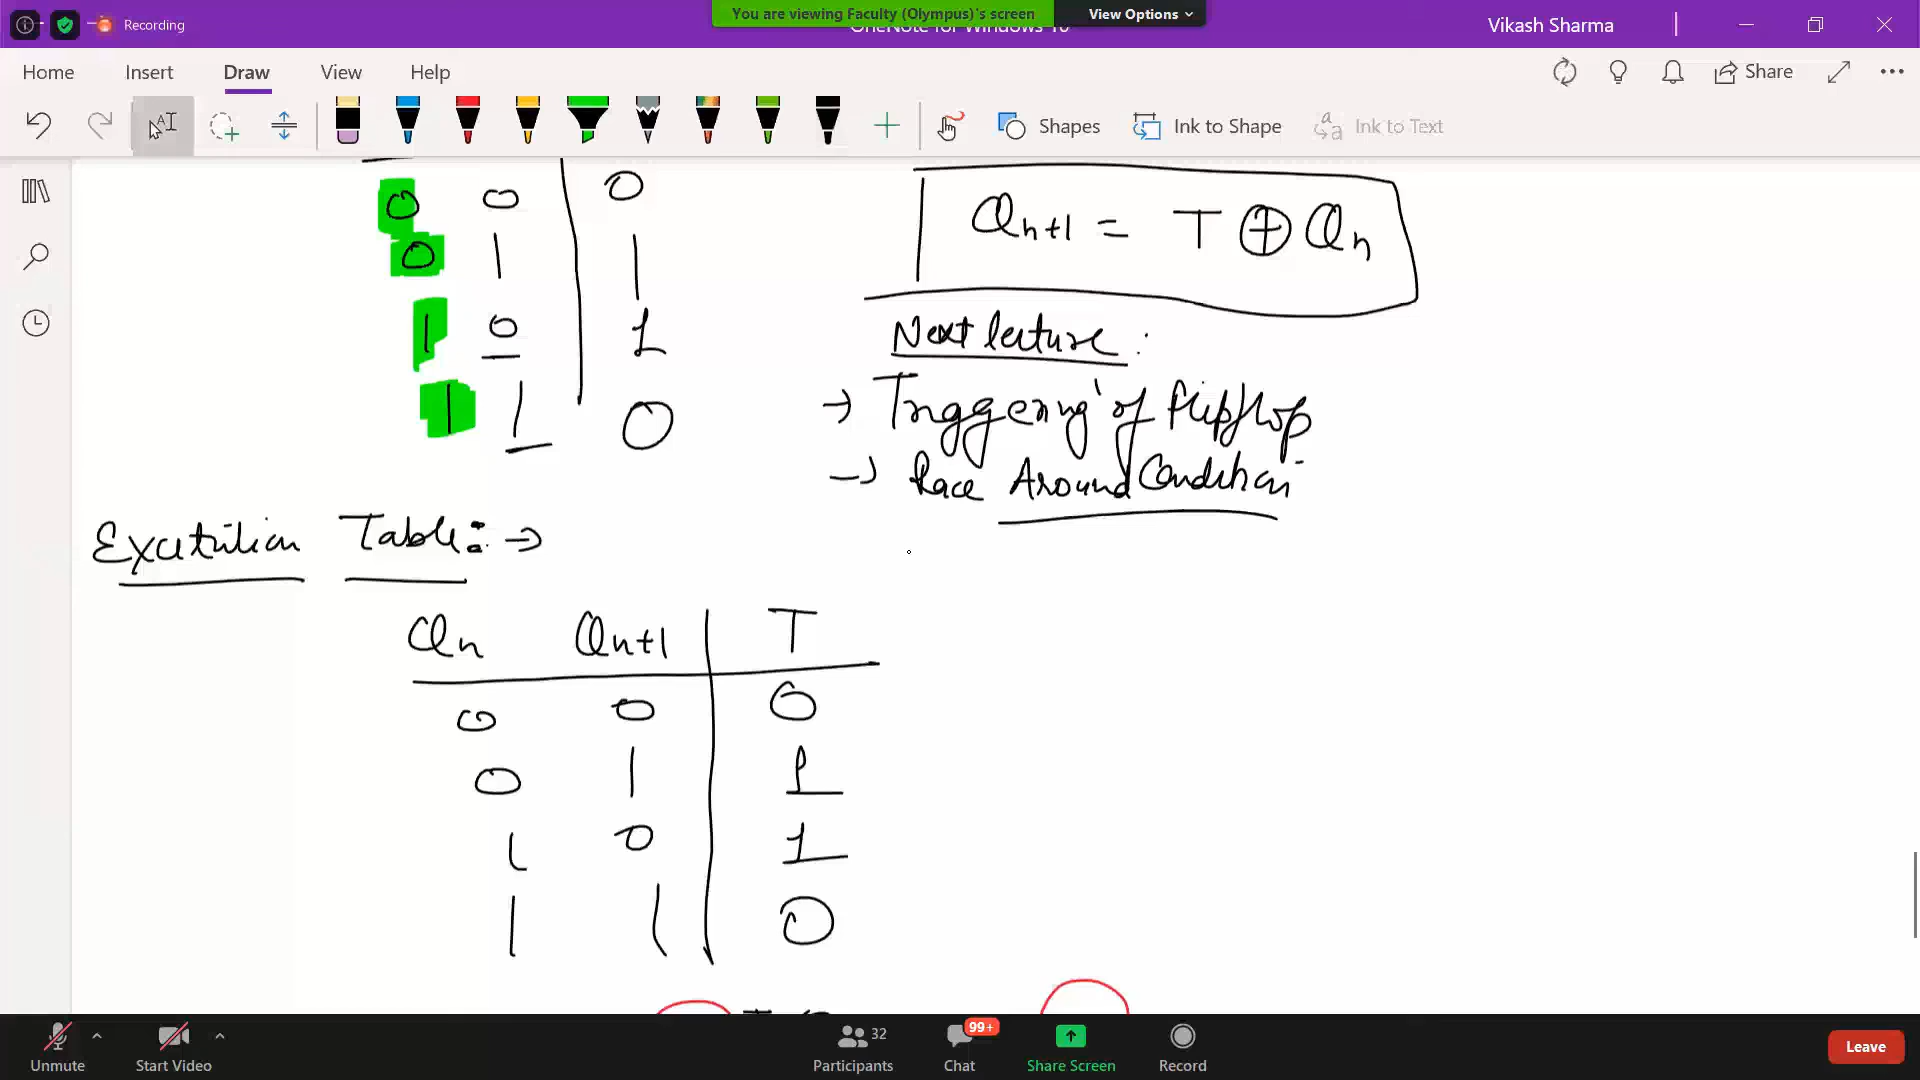 Recording
You are viewing Faculty (Olympus)'s screen View Options
Vikash Sharma
Home Insert Draw View Help
Share
Shapes Ink to Shape Ink to Text
0 0 0
0 1 1
1 0 1
1 1 0
Qn+1 = T ⊕ Qn
Next lecture :
→ Triggering of flipflop
→ Race Around Condition
Excitition Table: →
Qn Qn+1 T
0 0 0
0 1 1
1 0 1
1 1 0
Unmute
Start Video
32
Participants
99+
Chat
Share Screen
Record
Leave